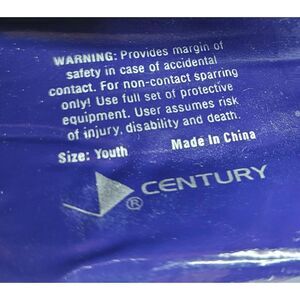 WARNING: Provides margin of
safety in case of accidental
contact. For non-contact sparring
only! Use full set of protective
equipment. User assumes risk
of injury, disability and death.
Size: Youth Made In China
CENTURY
®